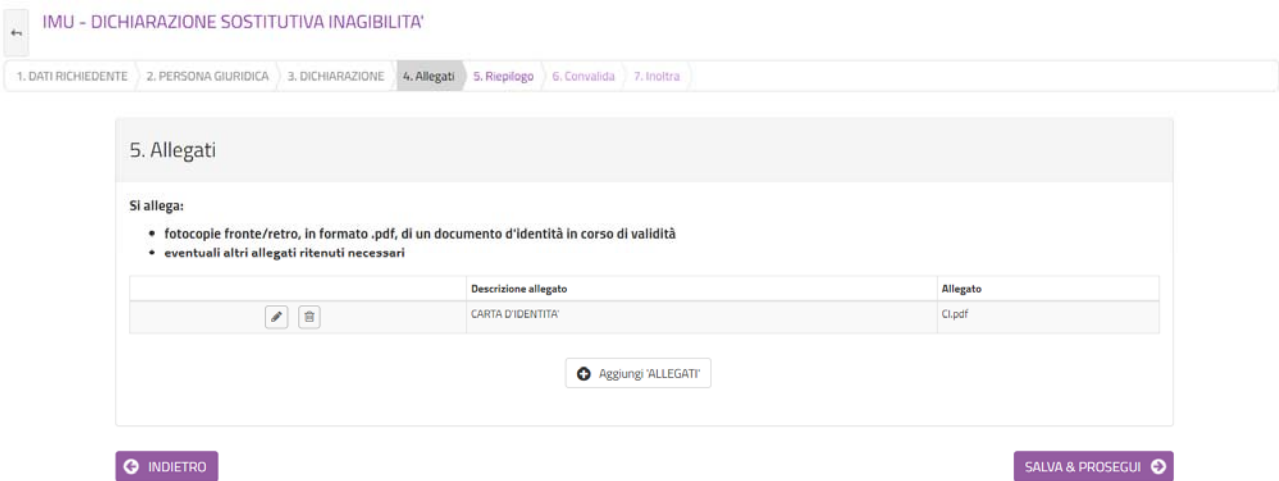 IMU - DICHIARAZIONE SOSTITUTIVA INAGIBILITA'
1. DATI RICHIEDENTE 2. PERSONA GIURIDICA 3. DICHIARAZIONE 4. Allegati 5. Riepilogo 6. Convalida 7. Inoltra
5. Allegati
Si allega:
• fotocopie fronte/retro, in formato .pdf, di un documento d'identità in corso di validità
• eventuali altri allegati ritenuti necessari
Descrizione allegato Allegato
CARTA D'IDENTITA' CI.pdf
Aggiungi 'ALLEGATI'
INDIETRO SALVA & PROSEGUI